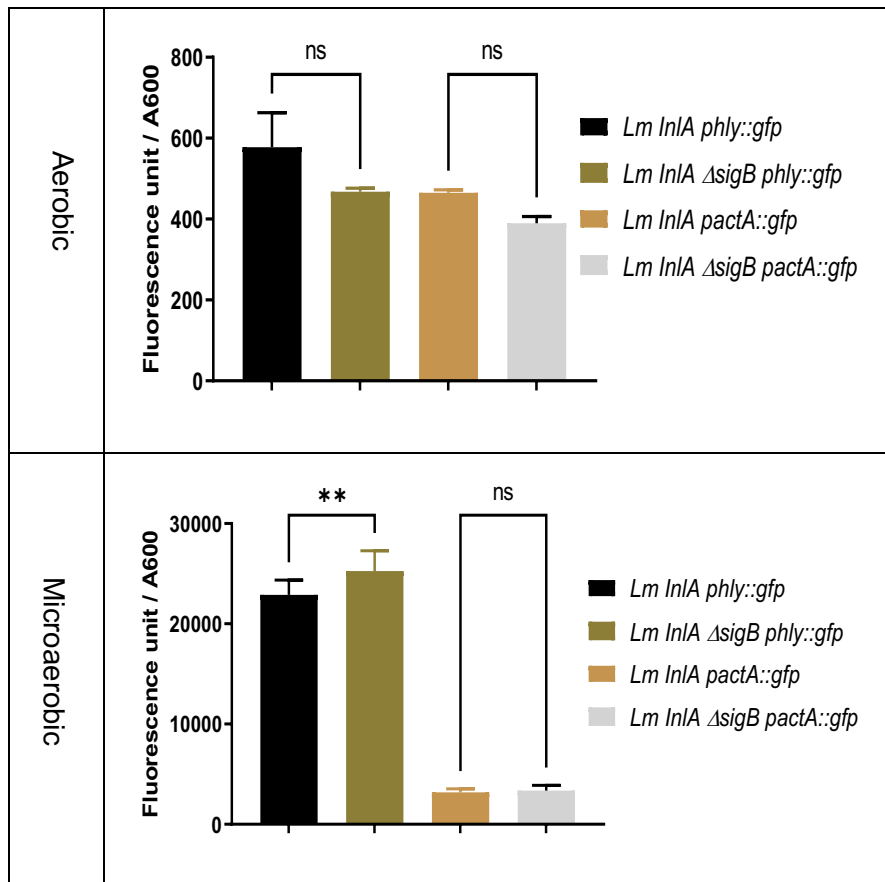 Aerobic
Fluorescence unit / A600
800
600
400
200
0
ns
ns
Lm InlA phly::gfp
Lm InlA ΔsigB phly::gfp
Lm InlA pactA::gfp
Lm InlA ΔsigB pactA::gfp
Microaerobic
Fluorescence unit / A600
30000
20000
10000
0
**
ns
Lm InlA phly::gfp
Lm InlA ΔsigB phly::gfp
Lm InlA pactA::gfp
Lm InlA ΔsigB pactA::gfp